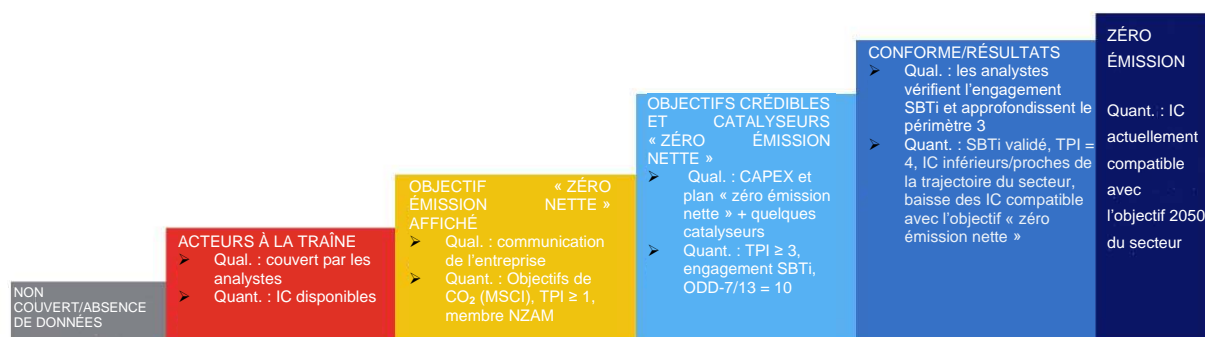 NON
COUVERT/ABSENCE
DE DONNÉES
ACTEURS À LA TRAÎNE
➤ Qual. : couvert par les
analystes
➤ Quant. : IC disponibles
OBJECTIF « ZÉRO
ÉMISSION NETTE »
AFFICHÉ
➤ Qual. : communication
de l'entreprise
➤ Quant. : Objectifs de
CO₂ (MSCI), TPI ≥ 1,
membre NZAM
OBJECTIFS CRÉDIBLES
ET CATALYSEURS
« ZÉRO ÉMISSION
NETTE »
➤ Qual. : CAPEX et
plan « zéro émission
nette » + quelques
catalyseurs
➤ Quant. : TPI ≥ 3,
engagement SBTi,
ODD-7/13 = 10
CONFORME/RÉSULTATS
➤ Qual. : les analystes
vérifient l'engagement
SBTi et approfondissent le
périmètre 3
➤ Quant. : SBTi validé, TPI =
4, IC inférieurs/proches de
la trajectoire du secteur,
baisse des IC compatible
avec l'objectif « zéro
émission nette »
ZÉRO
ÉMISSION
Quant. : IC
actuellement
compatible
avec
l'objectif 2050
du secteur